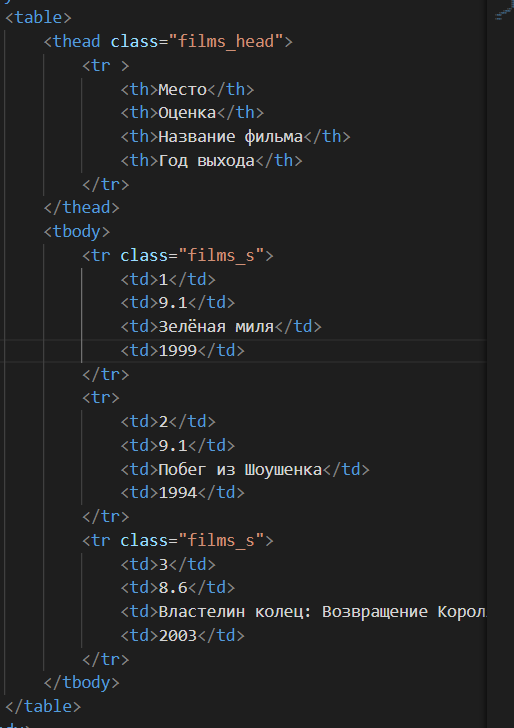 <table>
<thead class="films_head">
<tr >
<th>Место</th>
<th>Оценка</th>
<th>Название фильма</th>
<th>Год выхода</th>
</tr>
</thead>
<tbody>
<tr class="films_s">
<td>1</td>
<td>9.1</td>
<td>Зелёная миля</td>
<td>1999</td>
</tr>
<tr>
<td>2</td>
<td>9.1</td>
<td>Побег из Шоушенка</td>
<td>1994</td>
</tr>
<tr class="films_s">
<td>3</td>
<td>8.6</td>
<td>Властелин колец: Возвращение
<td>2003</td>
</tr>
</tbody>
</table>